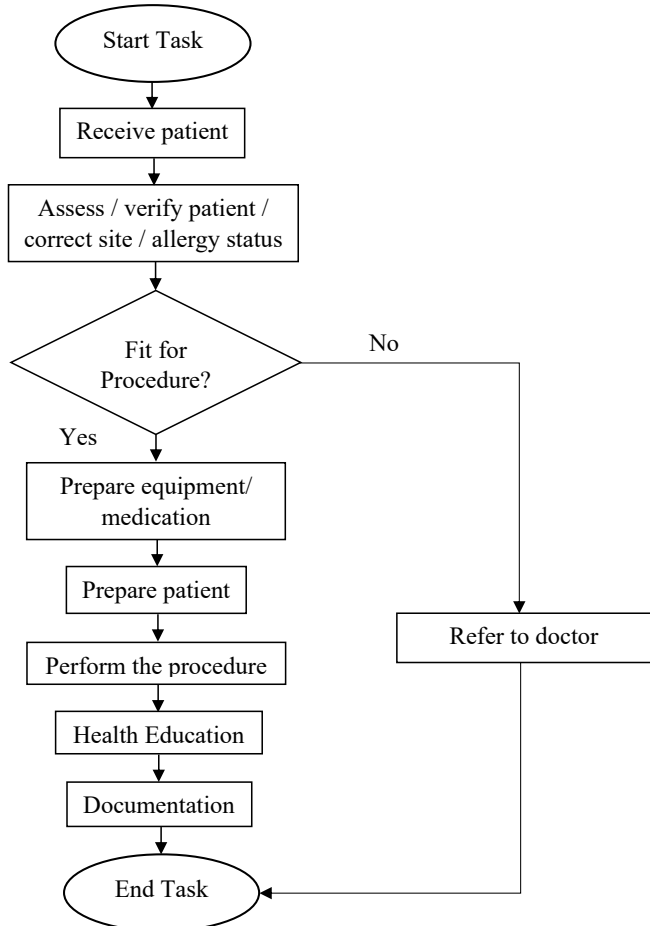 Start Task
Receive patient
Assess / verify patient /
correct site / allergy status
Fit for
Procedure?
No
Yes
Prepare equipment/
medication
Prepare patient
Refer to doctor
Perform the procedure
Health Education
Documentation
End Task